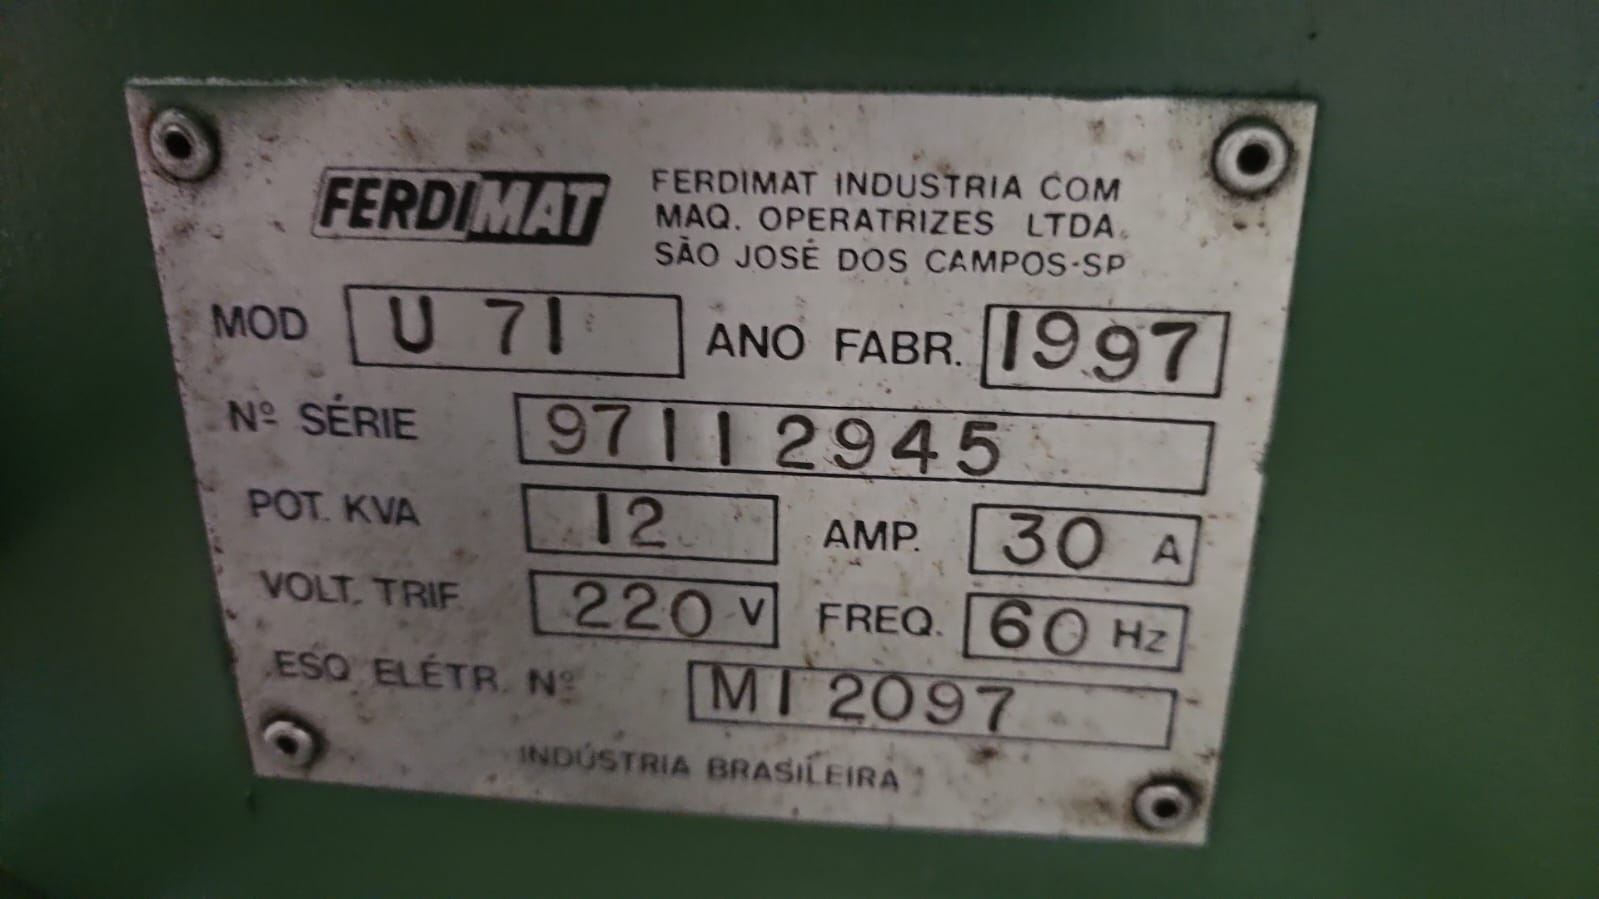 FERDIMAT
FERDIMAT INDUSTRIA COM
MAQ. OPERATRIZES LTDA.
SÃO JOSÉ DOS CAMPOS-SP
MOD U 71 ANO FABR. 1997
Nº SÉRIE 97112945
POT. KVA 12 AMP. 30 A
VOLT. TRIF. 220 V FREQ. 60 Hz
ESQ. ELÉTR. Nº MI 2097
INDÚSTRIA BRASILEIRA